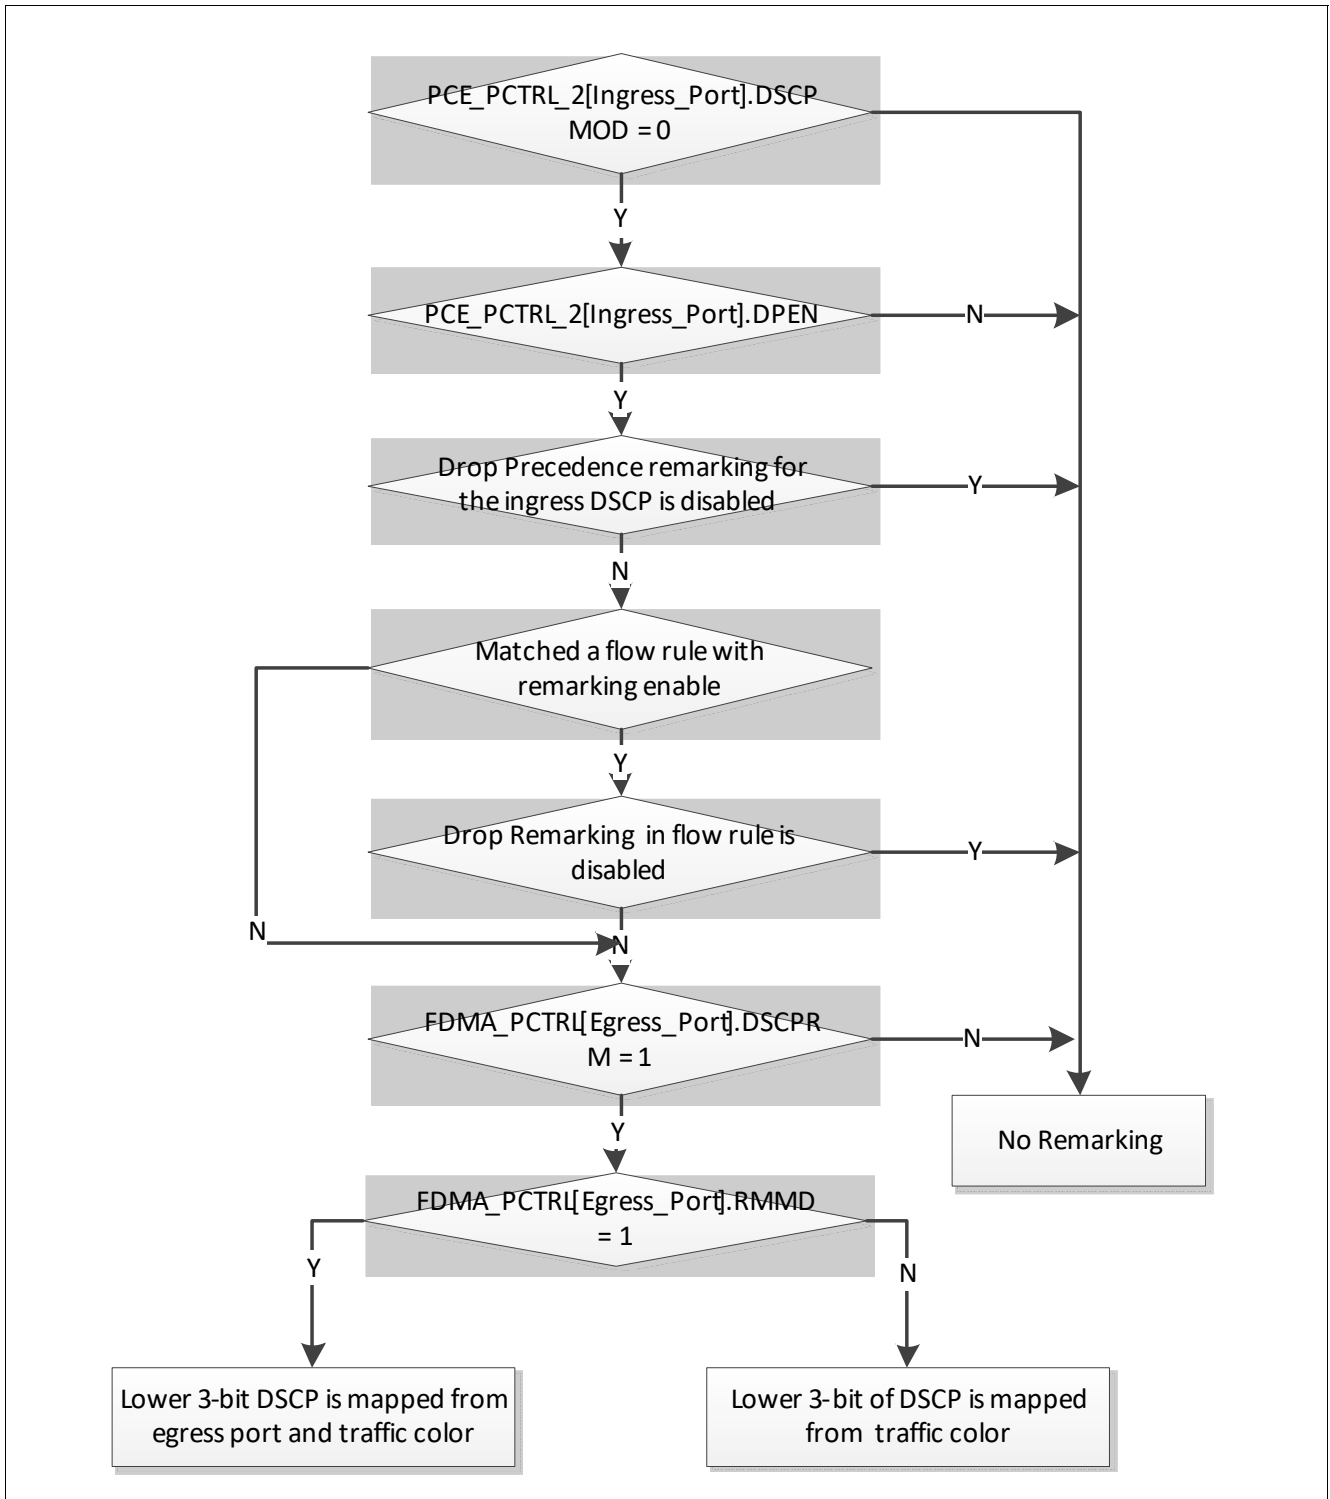 PCE_PCTRL_2[Ingress_Port].DSCP
MOD = 0
Y
PCE_PCTRL_2[Ingress_Port].DPEN
N
Y
Drop Precedence remarking for
the ingress DSCP is disabled
Y
N
Matched a flow rule with
remarking enable
Y
Drop Remarking in flow rule is
disabled
Y
N
N
FDMA_PCTRL[Egress_Port].DSCPR
M = 1
N
Y
No Remarking
FDMA_PCTRL[Egress_Port].RMMD
= 1
Y
N
Lower 3-bit DSCP is mapped from
egress port and traffic color
Lower 3-bit of DSCP is mapped
from traffic color